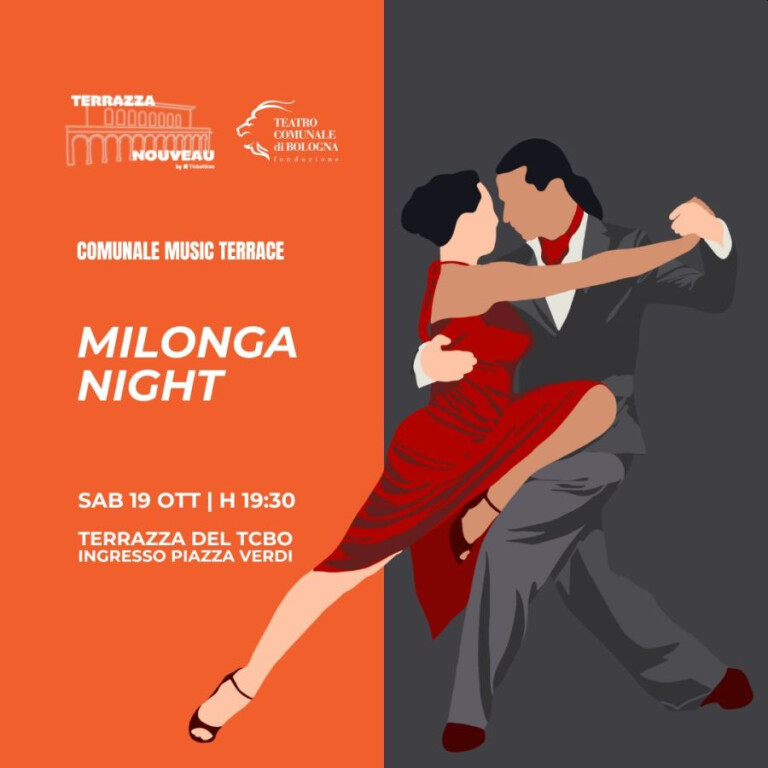 TERRAZZA
NOUVEAU
TEATRO
COMUNALE
di BOLOGNA
fondazione
COMUNALE MUSIC TERRACE
MILONGA
NIGHT
SAB 19 OTT | H 19:30
TERRAZZA DEL TCBO
INGRESSO PIAZZA VERDI